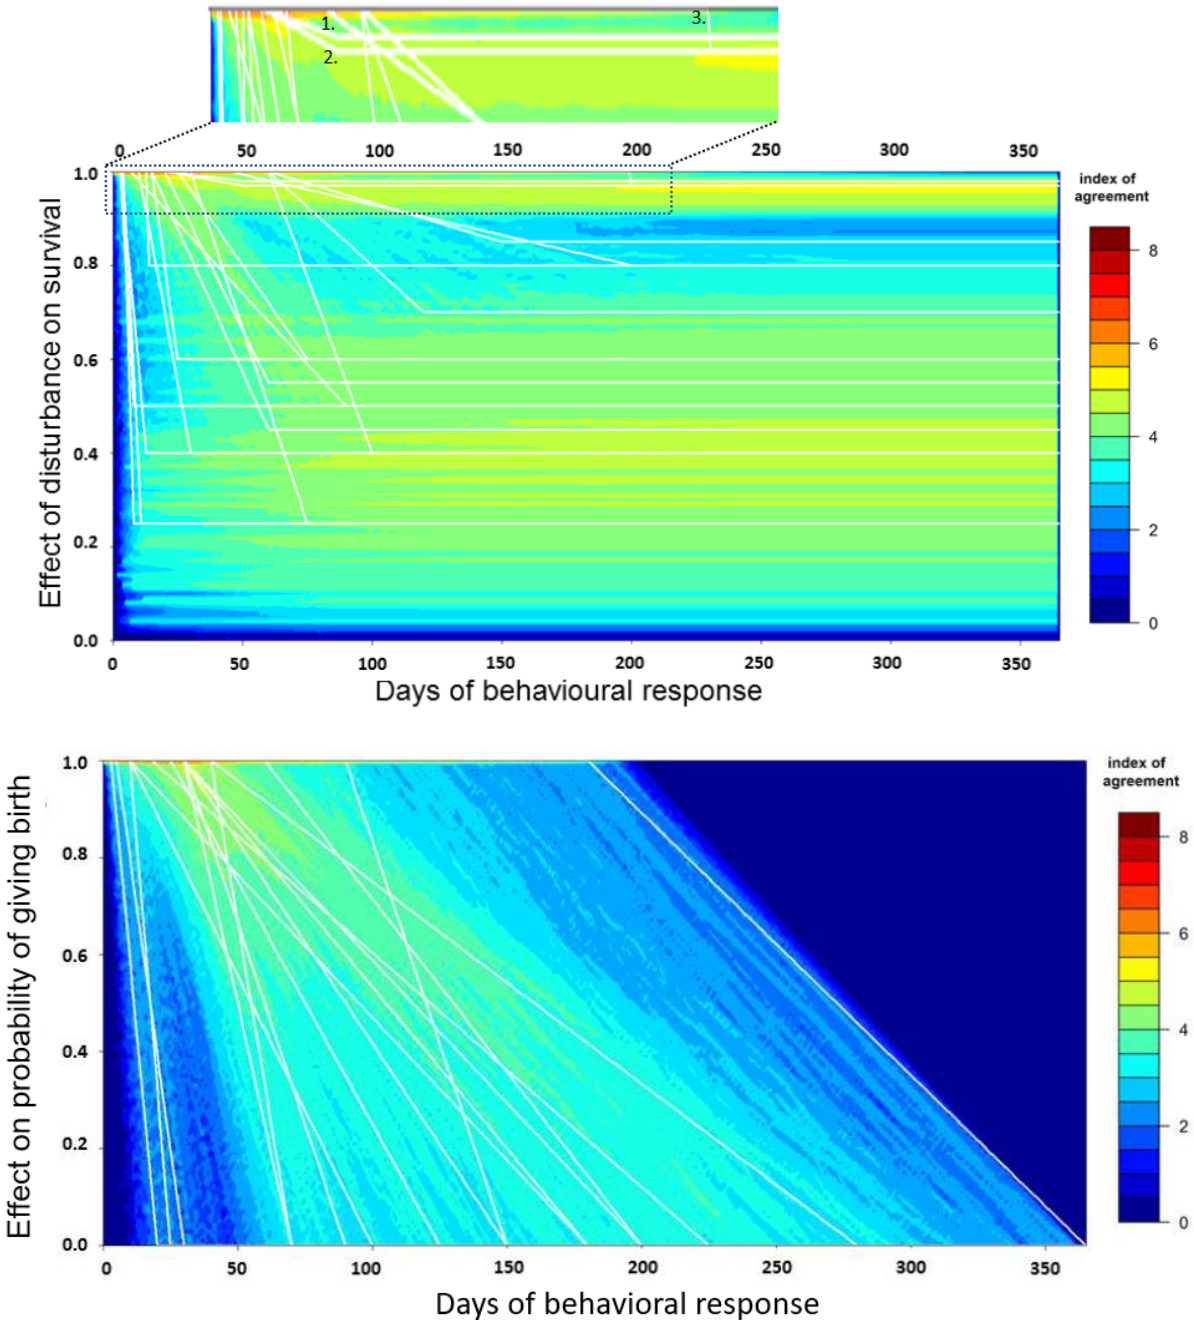 1.
2.
3.
0 50 100 150 200 250 300 350
index of
agreement
Effect of disturbance on survival
1.0
0.8
0.6
0.4
0.2
0.0
8
6
4
2
0
0 50 100 150 200 250 300 350
Days of behavioural response
index of
agreement
Effect on probability of giving birth
1.0
0.8
0.6
0.4
0.2
0.0
8
6
4
2
0
0 50 100 150 200 250 300 350
Days of behavioral response